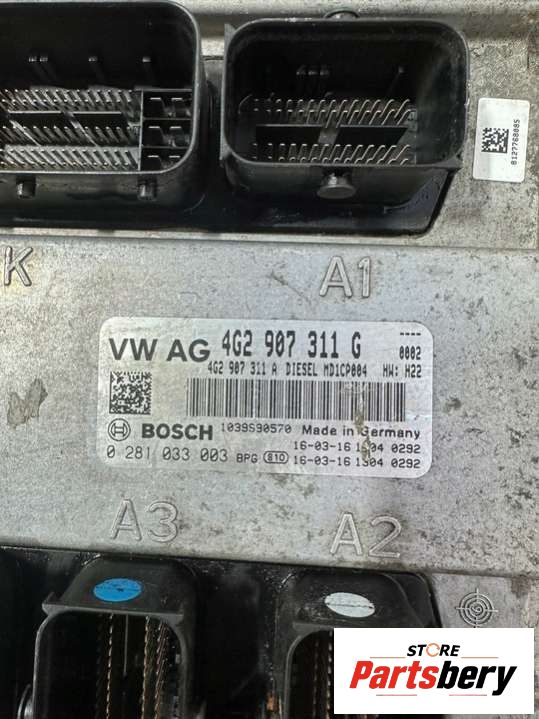 8127768085
K
A1
VW AG 4G2 907 311 G
----
0002
4G2 907 311 A DIESEL MD1CP004 HW: H22
1039S90570 Made in Germany
BOSCH
16-03-16 1504 0292
0 281 033 003 BPG 810 16-03-16 1504 0292
A3
A2
STORE
Partsbery